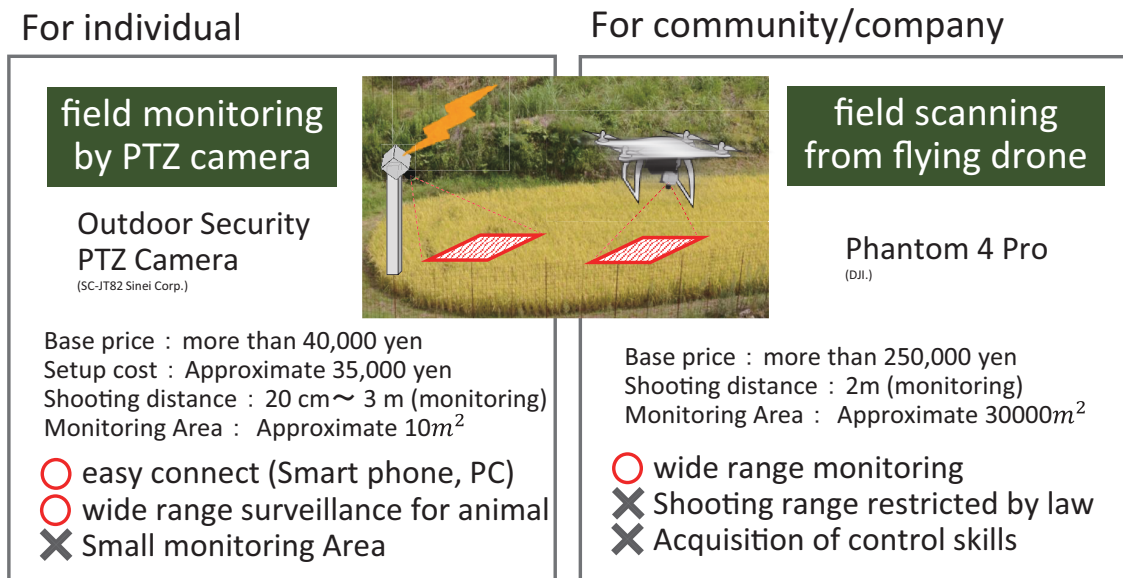 For individual
field monitoring
by PTZ camera
Outdoor Security
PTZ Camera
(SC-JT82 Sinei Corp.)
Base price : more than 40,000 yen
Setup cost : Approximate 35,000 yen
Shooting distance : 20 cm～ 3 m (monitoring)
Monitoring Area : Approximate 10m²
easy connect (Smart phone, PC)
wide range surveillance for animal
Small monitoring Area
For community/company
field scanning
from flying drone
Phantom 4 Pro
(DJI.)
Base price : more than 250,000 yen
Shooting distance : 2m (monitoring)
Monitoring Area : Approximate 30000m²
wide range monitoring
Shooting range restricted by law
Acquisition of control skills